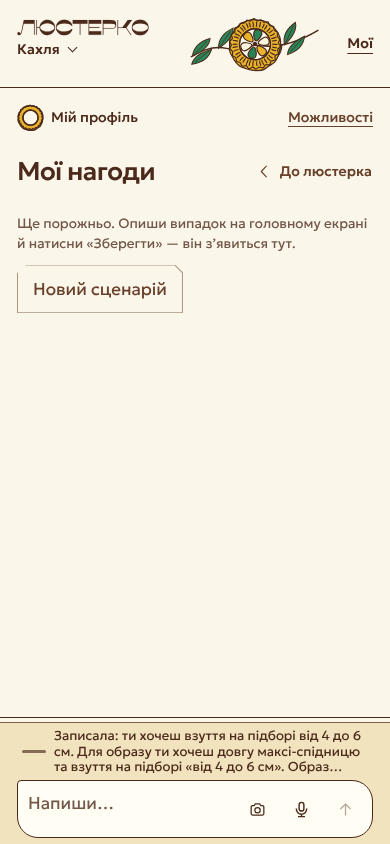 ЛЮСТЕРКО
Кахля
Мої
Мій профіль
Можливості
Мої нагоди
До люстерка
Ще порожньо. Опиши випадок на головному екрані
й натисни «Зберегти» — він зʼявиться тут.
Новий сценарій
Записала: ти хочеш взуття на підборі від 4 до 6
см. Для образу ти хочеш довгу максі-спідницю
та взуття на підборі «від 4 до 6 см». Образ…
Напиши…